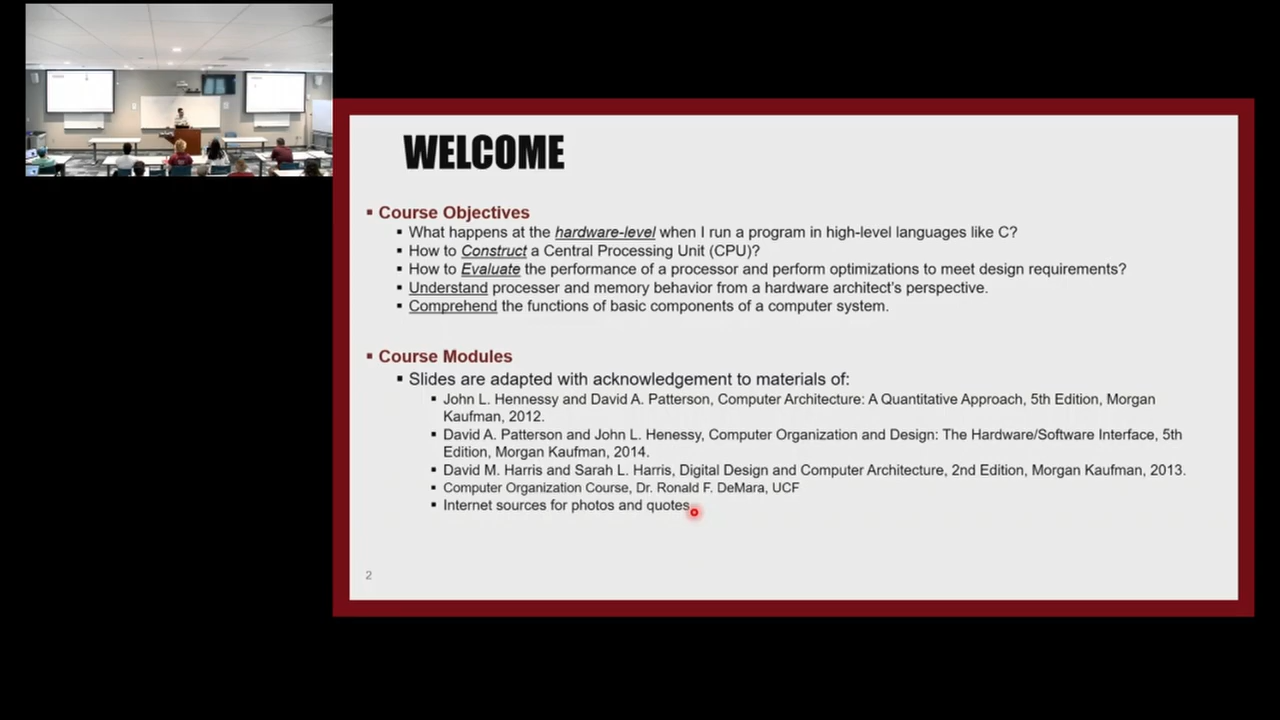 WELCOME
▪ Course Objectives
▪ What happens at the hardware-level when I run a program in high-level languages like C?
▪ How to Construct a Central Processing Unit (CPU)?
▪ How to Evaluate the performance of a processor and perform optimizations to meet design requirements?
▪ Understand processer and memory behavior from a hardware architect's perspective.
▪ Comprehend the functions of basic components of a computer system.
▪ Course Modules
▪ Slides are adapted with acknowledgement to materials of:
▪ John L. Hennessy and David A. Patterson, Computer Architecture: A Quantitative Approach, 5th Edition, Morgan
Kaufman, 2012.
▪ David A. Patterson and John L. Henessy, Computer Organization and Design: The Hardware/Software Interface, 5th
Edition, Morgan Kaufman, 2014.
▪ David M. Harris and Sarah L. Harris, Digital Design and Computer Architecture, 2nd Edition, Morgan Kaufman, 2013.
▪ Computer Organization Course, Dr. Ronald F. DeMara, UCF
▪ Internet sources for photos and quotes
2